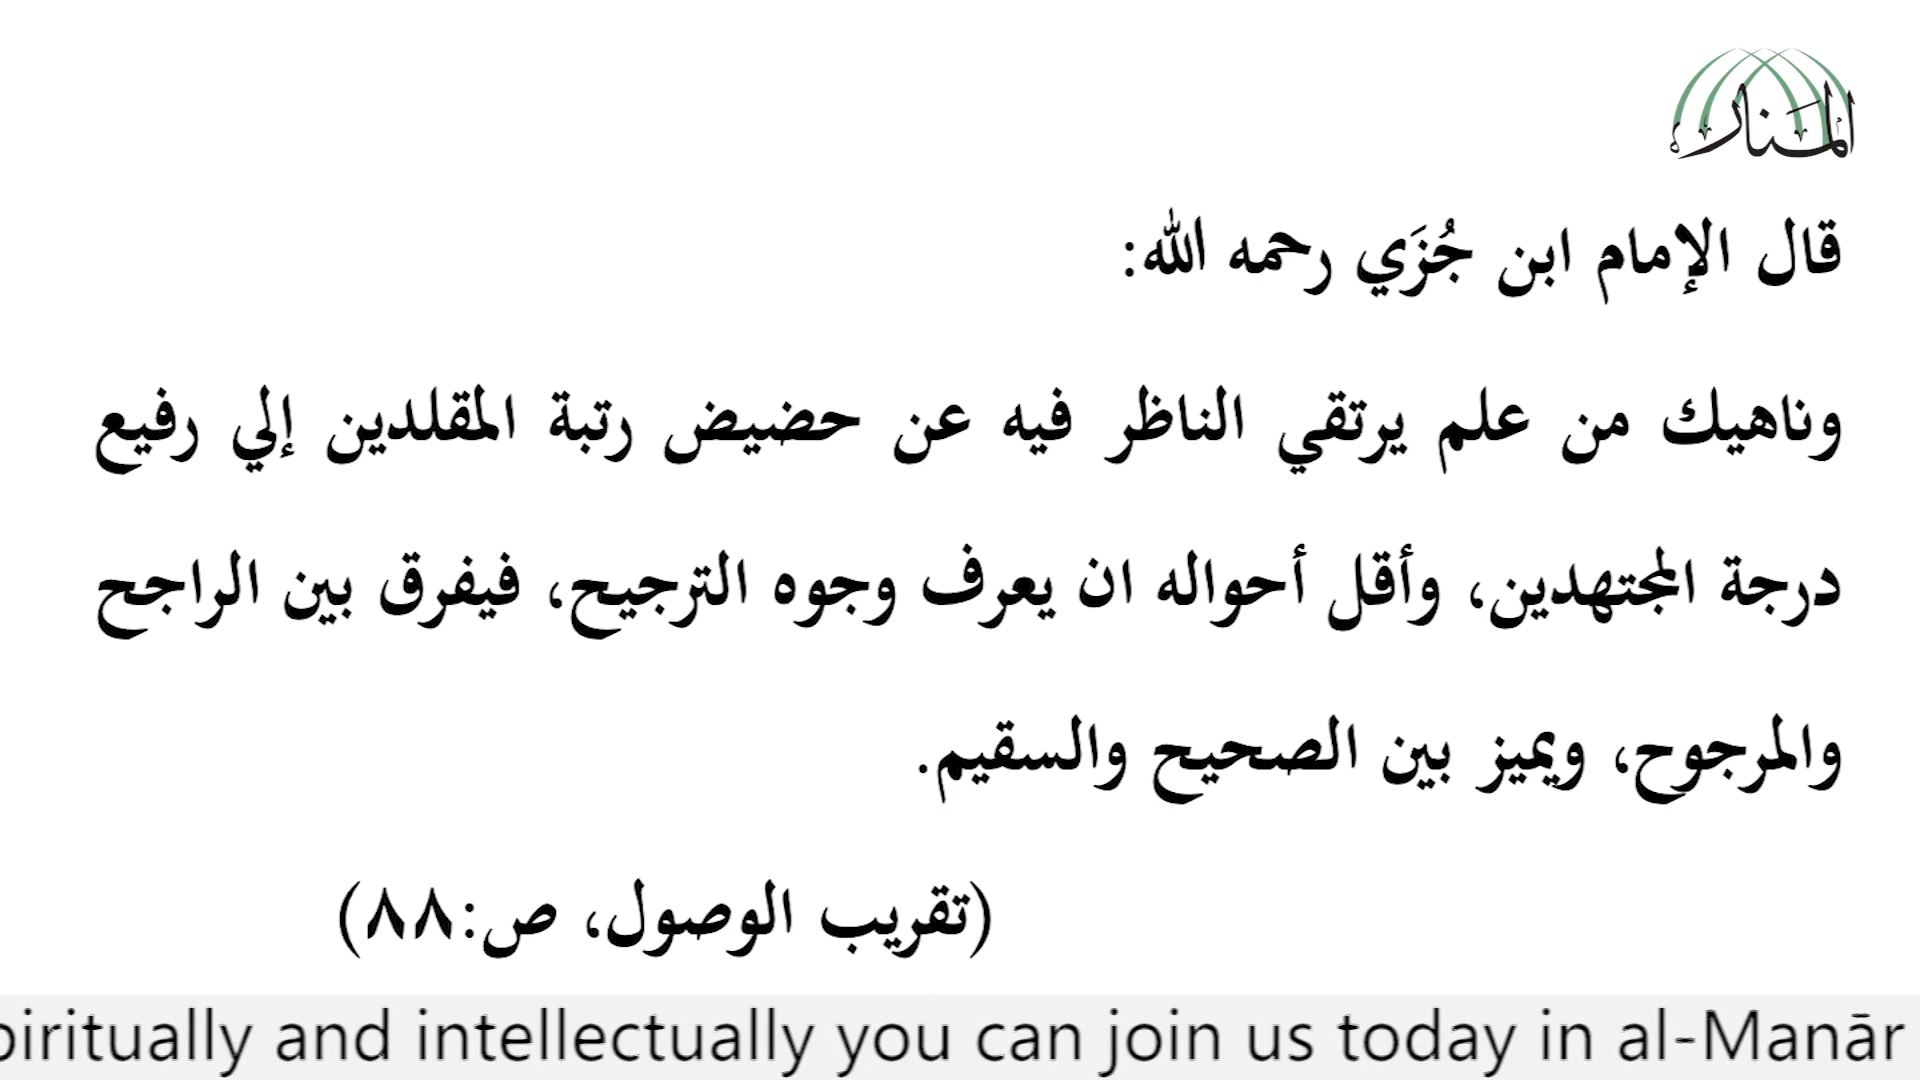 المنار
قال الإمام ابن جُزَي رحمه الله:
وناهيك من علم يرتقي الناظر فيه عن حضيض رتبة المقلدين إلي رفيع
درجة المجتهدين، وأقل أحواله ان يعرف وجوه الترجيح، فيفرق بين الراجح
والمرجوح، ويميز بين الصحيح والسقيم.
(تقريب الوصول، ص:٨٨)
piritually and intellectually you can join us today in al-Manār